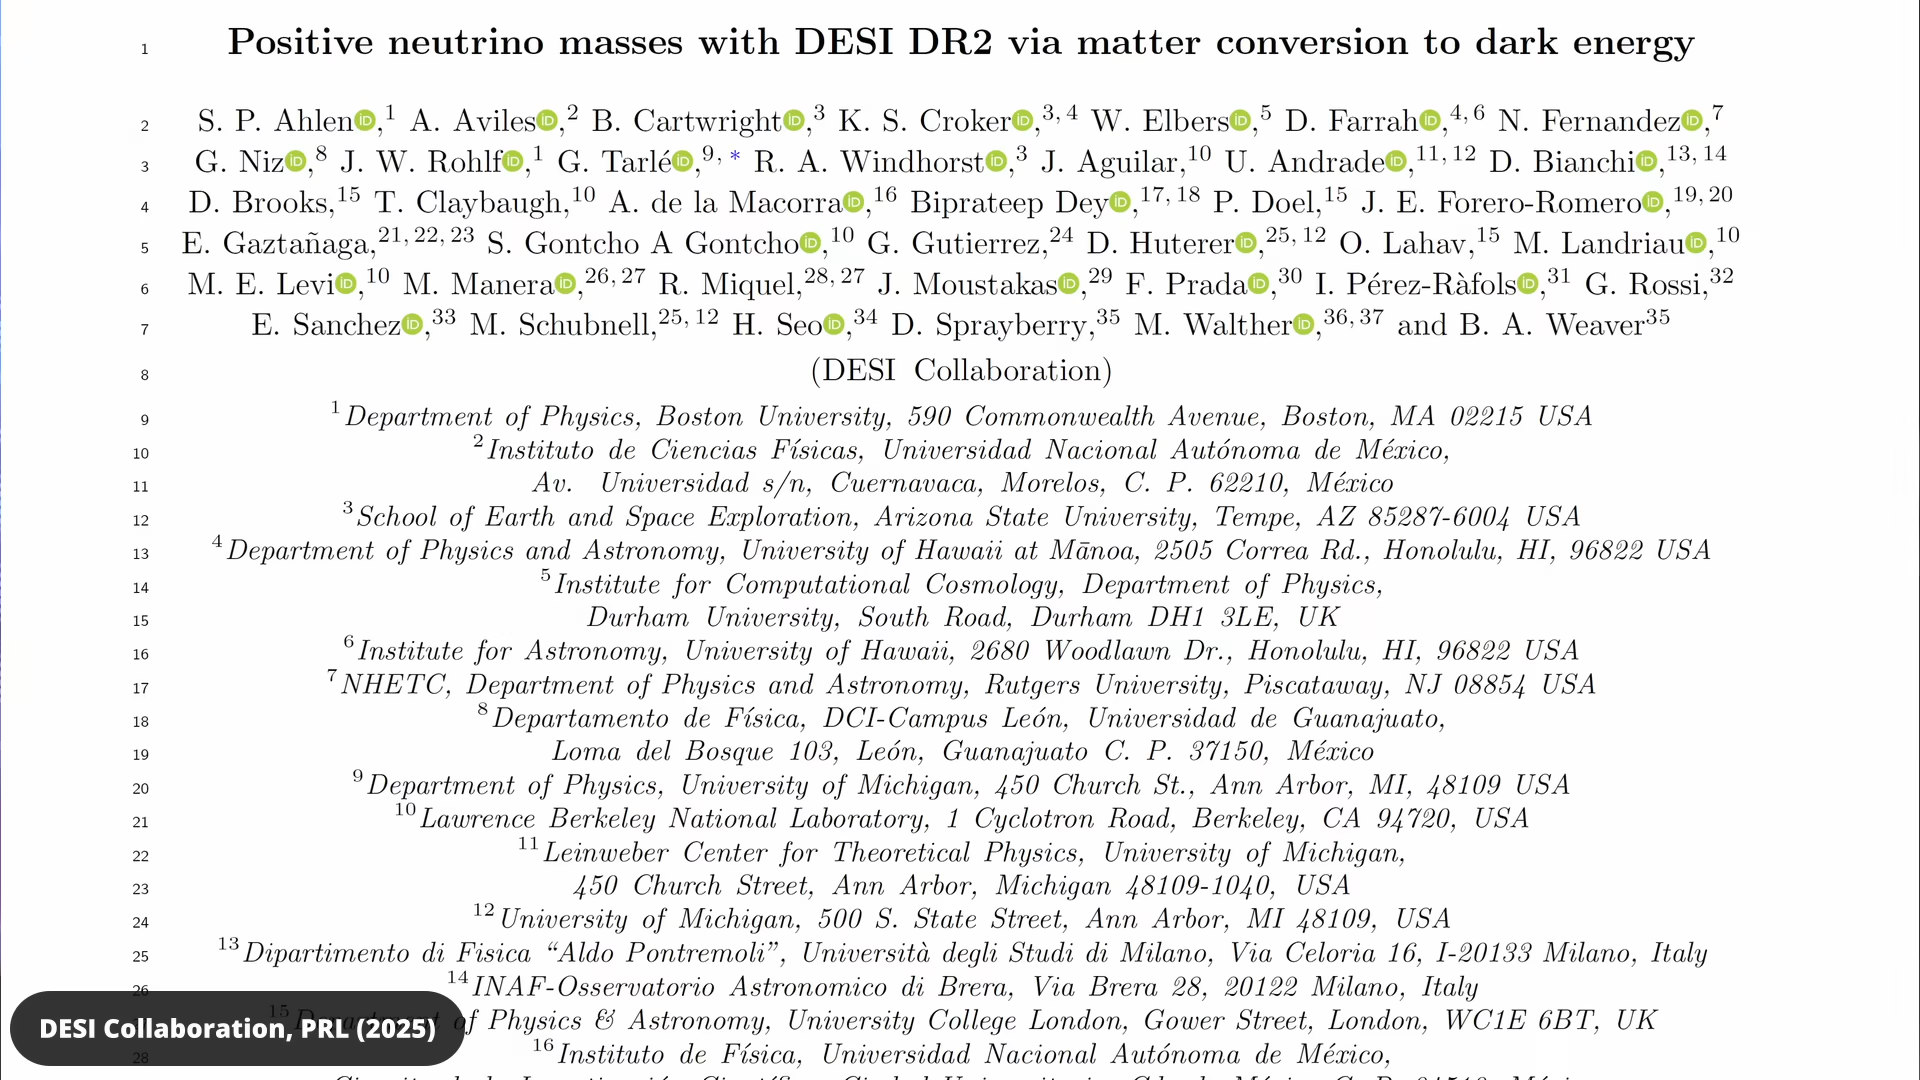 1 Positive neutrino masses with DESI DR2 via matter conversion to dark energy
2 S. P. Ahlen,1 A. Aviles,2 B. Cartwright,3 K. S. Croker,3, 4 W. Elbers,5 D. Farrah,4, 6 N. Fernandez,7
3 G. Niz,8 J. W. Rohlf,1 G. Tarlé,9, * R. A. Windhorst,3 J. Aguilar,10 U. Andrade,11, 12 D. Bianchi,13, 14
4 D. Brooks,15 T. Claybaugh,10 A. de la Macorra,16 Biprateep Dey,17, 18 P. Doel,15 J. E. Forero-Romero,19, 20
5 E. Gaztañaga,21, 22, 23 S. Gontcho A Gontcho,10 G. Gutierrez,24 D. Huterer,25, 12 O. Lahav,15 M. Landriau,10
6 M. E. Levi,10 M. Manera,26, 27 R. Miquel,28, 27 J. Moustakas,29 F. Prada,30 I. Pérez-Ràfols,31 G. Rossi,32
7 E. Sanchez,33 M. Schubnell,25, 12 H. Seo,34 D. Sprayberry,35 M. Walther,36, 37 and B. A. Weaver35
8 (DESI Collaboration)
9 1Department of Physics, Boston University, 590 Commonwealth Avenue, Boston, MA 02215 USA
10 2Instituto de Ciencias Físicas, Universidad Nacional Autónoma de México,
11 Av. Universidad s/n, Cuernavaca, Morelos, C. P. 62210, México
12 3School of Earth and Space Exploration, Arizona State University, Tempe, AZ 85287-6004 USA
13 4Department of Physics and Astronomy, University of Hawaii at Mānoa, 2505 Correa Rd., Honolulu, HI, 96822 USA
14 5Institute for Computational Cosmology, Department of Physics,
15 Durham University, South Road, Durham DH1 3LE, UK
16 6Institute for Astronomy, University of Hawaii, 2680 Woodlawn Dr., Honolulu, HI, 96822 USA
17 7NHETC, Department of Physics and Astronomy, Rutgers University, Piscataway, NJ 08854 USA
18 8Departamento de Física, DCI-Campus León, Universidad de Guanajuato,
19 Loma del Bosque 103, León, Guanajuato C. P. 37150, México
20 9Department of Physics, University of Michigan, 450 Church St., Ann Arbor, MI, 48109 USA
21 10Lawrence Berkeley National Laboratory, 1 Cyclotron Road, Berkeley, CA 94720, USA
22 11Leinweber Center for Theoretical Physics, University of Michigan,
23 450 Church Street, Ann Arbor, Michigan 48109-1040, USA
24 12University of Michigan, 500 S. State Street, Ann Arbor, MI 48109, USA
25 13Dipartimento di Fisica “Aldo Pontremoli”, Università degli Studi di Milano, Via Celoria 16, I-20133 Milano, Italy
26 14INAF-Osservatorio Astronomico di Brera, Via Brera 28, 20122 Milano, Italy
15Department of Physics & Astronomy, University College London, Gower Street, London, WC1E 6BT, UK
DESI Collaboration, PRL (2025)
28 16Instituto de Física, Universidad Nacional Autónoma de México,